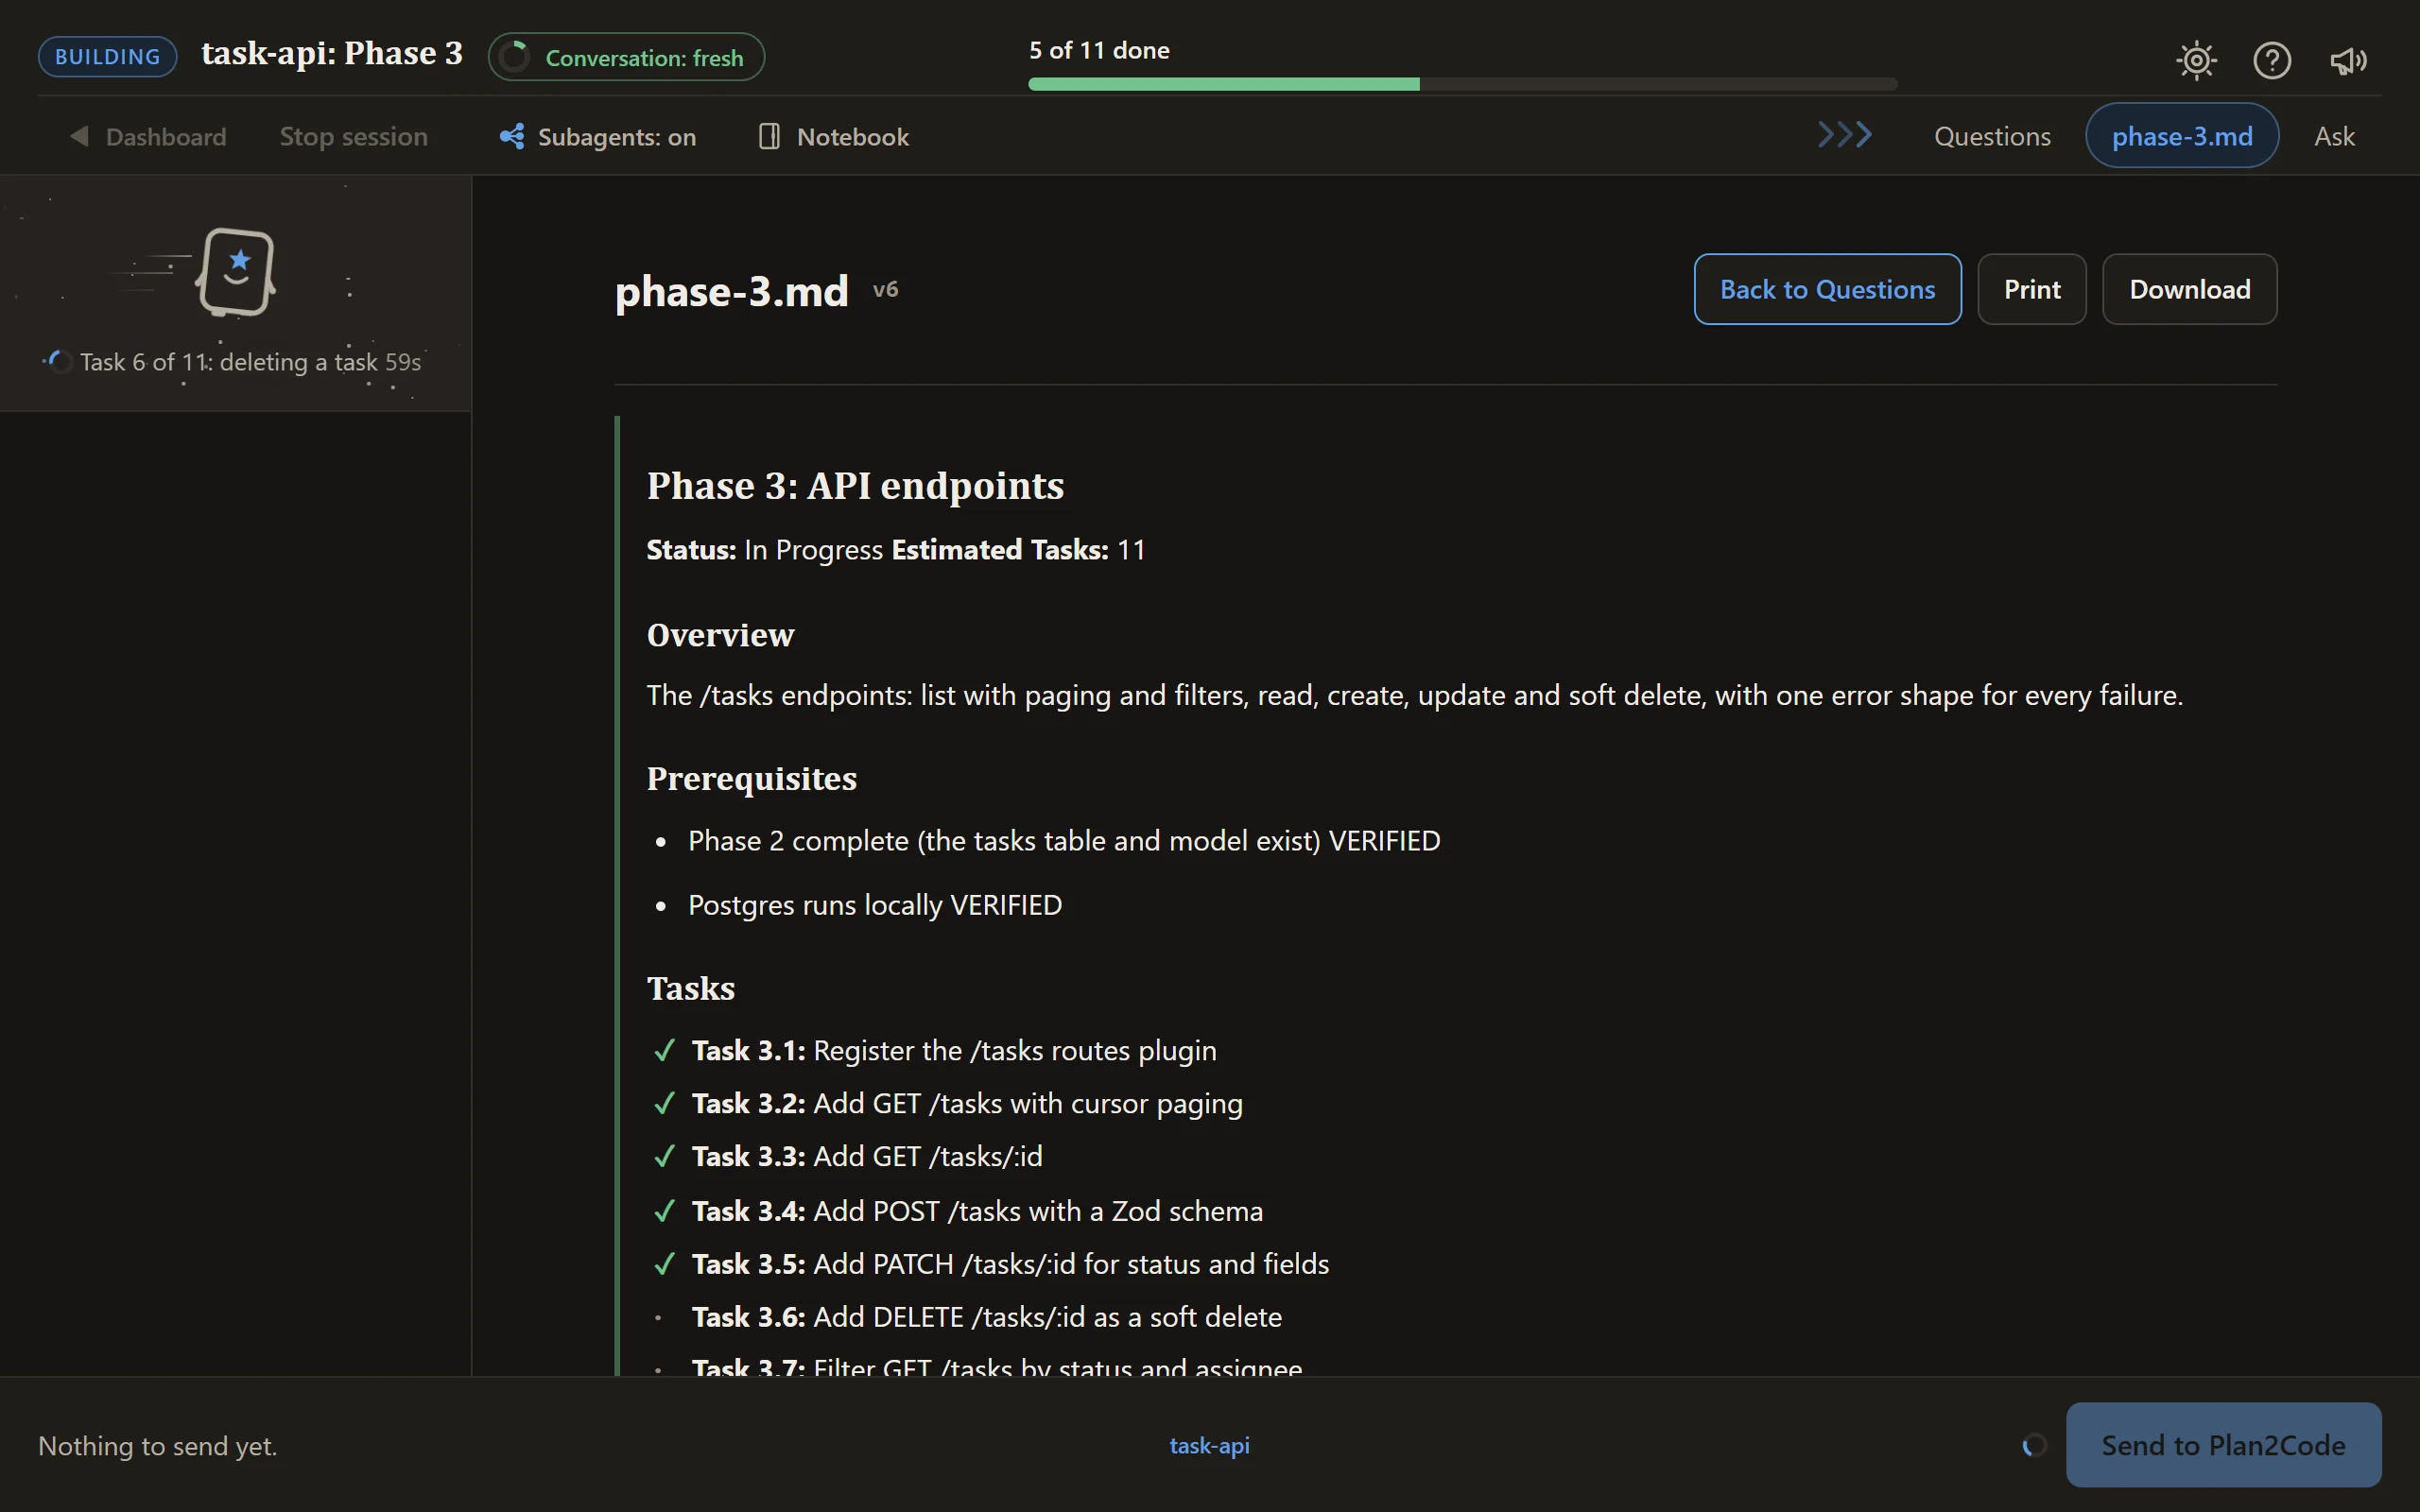 BUILDING
task-api: Phase 3
Conversation: fresh
5 of 11 done
?
Dashboard
Stop session
Subagents: on
Notebook
Questions
phase-3.md
Ask
Task 6 of 11: deleting a task 59s
phase-3.md v6
Back to Questions
Print
Download
Phase 3: API endpoints
Status: In Progress Estimated Tasks: 11
Overview
The /tasks endpoints: list with paging and filters, read, create, update and soft delete, with one error shape for every failure.
Prerequisites
• Phase 2 complete (the tasks table and model exist) VERIFIED
• Postgres runs locally VERIFIED
Tasks
✓ Task 3.1: Register the /tasks routes plugin
✓ Task 3.2: Add GET /tasks with cursor paging
✓ Task 3.3: Add GET /tasks/:id
✓ Task 3.4: Add POST /tasks with a Zod schema
✓ Task 3.5: Add PATCH /tasks/:id for status and fields
· Task 3.6: Add DELETE /tasks/:id as a soft delete
· Task 3.7: Filter GET /tasks by status and assignee
Nothing to send yet.
task-api
Send to Plan2Code